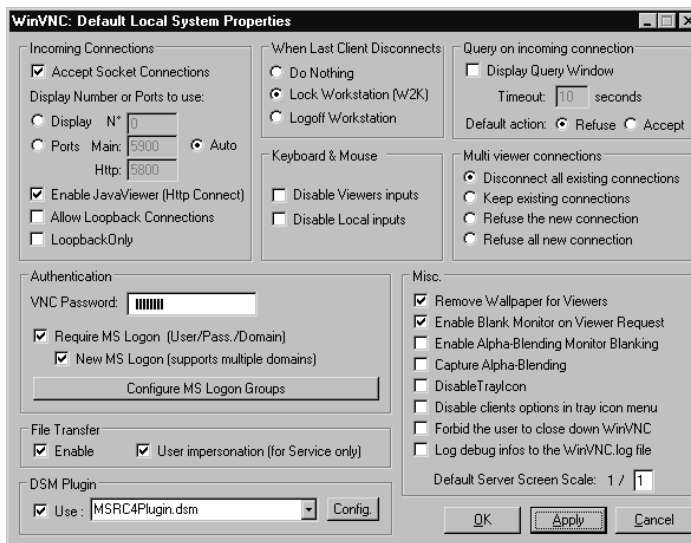 WinVNC: Default Local System Properties
Incoming Connections
Accept Socket Connections
Display Number or Ports to use:
Display N° 0
Ports Main: 5900 Auto
Http: 5800
Enable JavaViewer (Http Connect)
Allow Loopback Connections
LoopbackOnly
When Last Client Disconnects
Do Nothing
Lock Workstation (W2K)
Logoff Workstation
Keyboard & Mouse
Disable Viewers inputs
Disable Local inputs
Query on incoming connection
Display Query Window
Timeout: 10 seconds
Default action: Refuse Accept
Multi viewer connections
Disconnect all existing connections
Keep existing connections
Refuse the new connection
Refuse all new connection
Authentication
VNC Password:
Require MS Logon (User/Pass./Domain)
New MS Logon (supports multiple domains)
Configure MS Logon Groups
File Transfer
Enable User impersonation (for Service only)
DSM Plugin
Use : MSRC4Plugin.dsm Config.
Misc.
Remove Wallpaper for Viewers
Enable Blank Monitor on Viewer Request
Enable Alpha-Blending Monitor Blanking
Capture Alpha-Blending
DisableTrayIcon
Disable clients options in tray icon menu
Forbid the user to close down WinVNC
Log debug infos to the WinVNC.log file
Default Server Screen Scale: 1 / 1
OK Apply Cancel